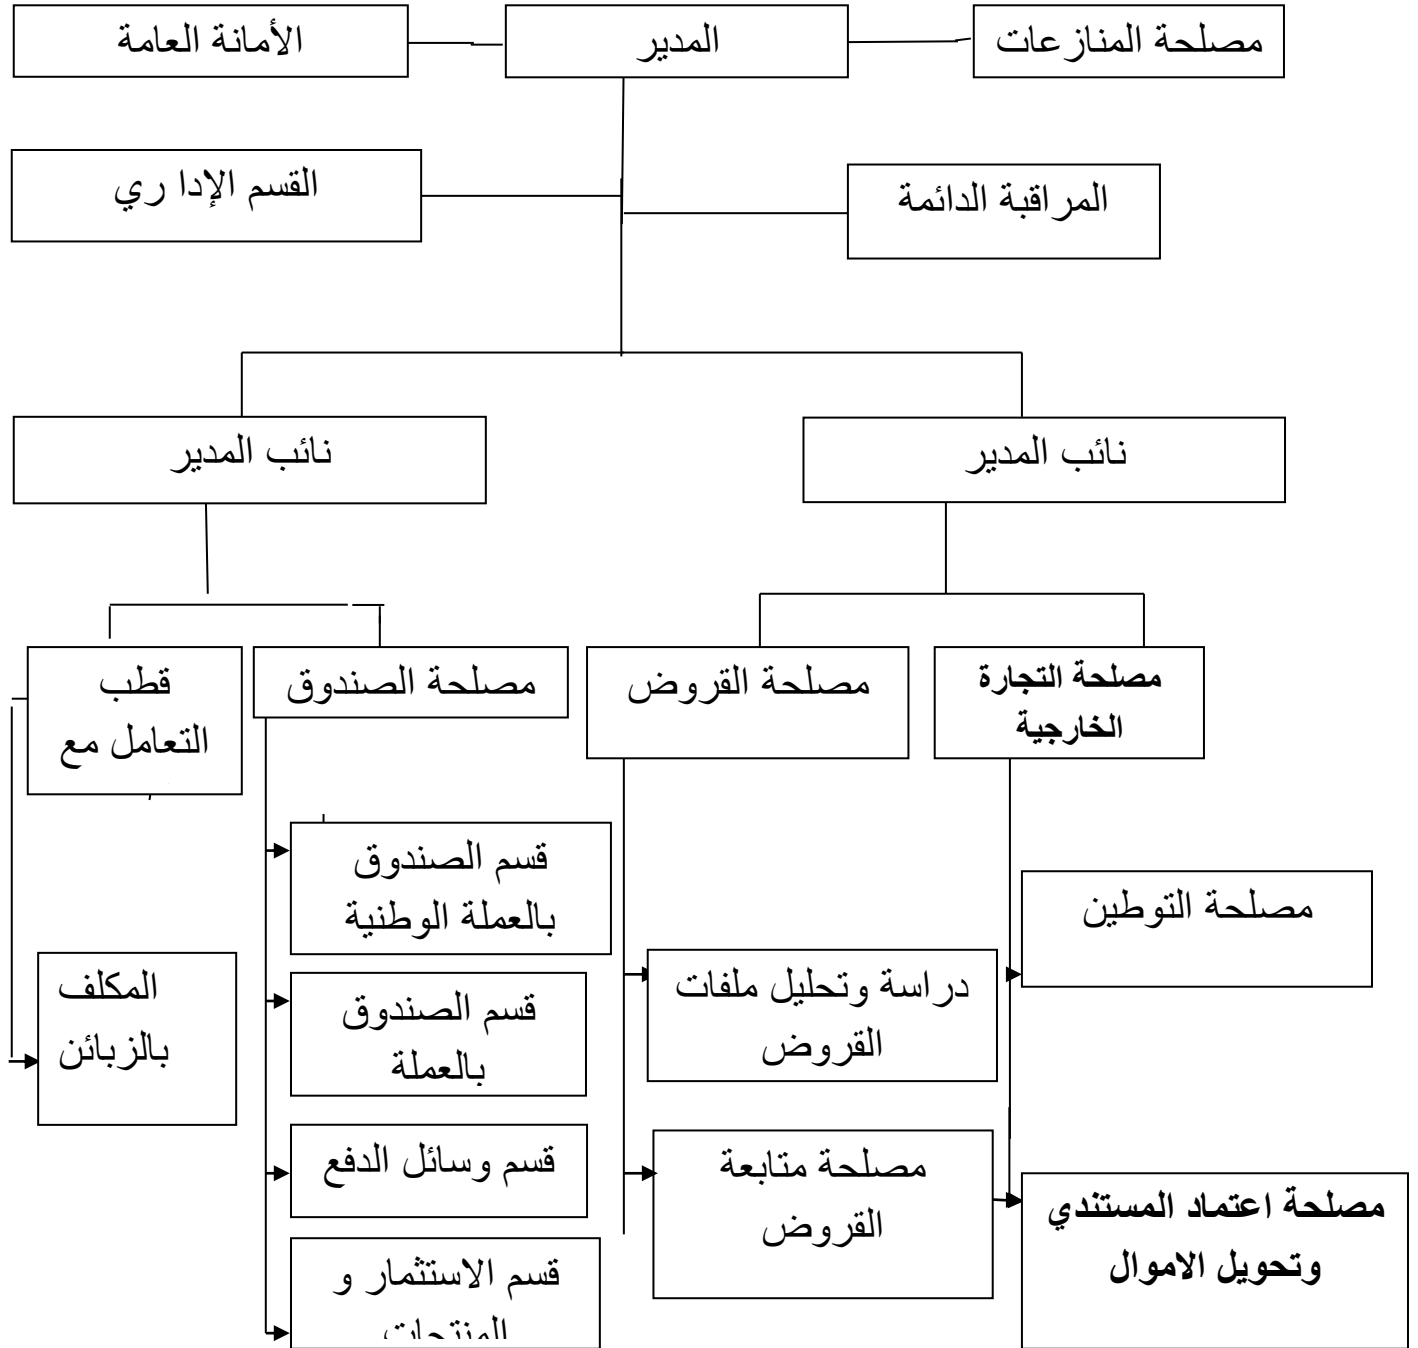 مصلحة المنازعات
المدير
الأمانة العامة
المراقبة الدائمة
القسم الإدا ري
نائب المدير
نائب المدير
مصلحة التجارة
الخارجية
مصلحة القروض
مصلحة الصندوق
قطب
التعامل مع
مصلحة التوطين
مصلحة اعتماد المستندي
وتحويل الاموال
دراسة وتحليل ملفات
القروض
مصلحة متابعة
القروض
قسم الصندوق
بالعملة الوطنية
قسم الصندوق
بالعملة
قسم وسائل الدفع
قسم الاستثمار و
المنتجات
المكلف
بالزبائن